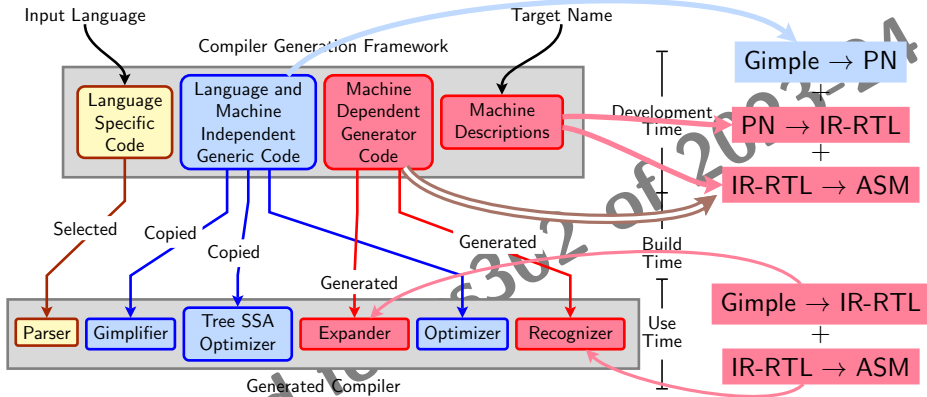 Input Language
Target Name
Compiler Generation Framework
Language
Specific
Code
Language and
Machine
Independent
Generic Code
Machine
Dependent
Generator
Code
Machine
Descriptions
Development
Time
Gimple → PN
+
PN → IR-RTL
+
IR-RTL → ASM
Selected
Copied
Copied
Generated
Generated
Build
Time
Parser
Gimplifier
Tree SSA
Optimizer
Expander
Optimizer
Recognizer
Generated Compiler
Use
Time
Gimple → IR-RTL
+
IR-RTL → ASM
of 2023-24